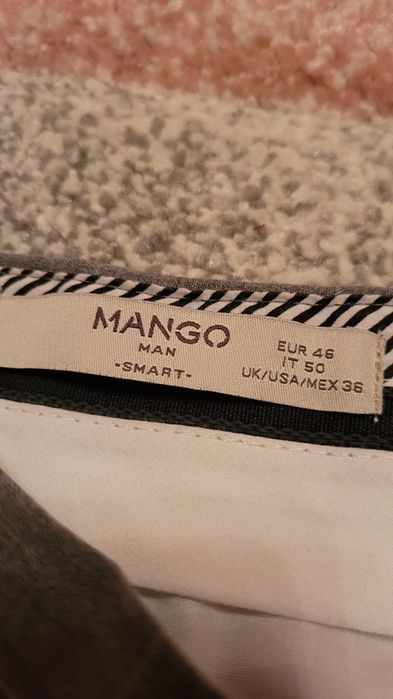 MANGO
MAN
-SMART-
EUR 46
IT 50
UK/USA/MEX 36